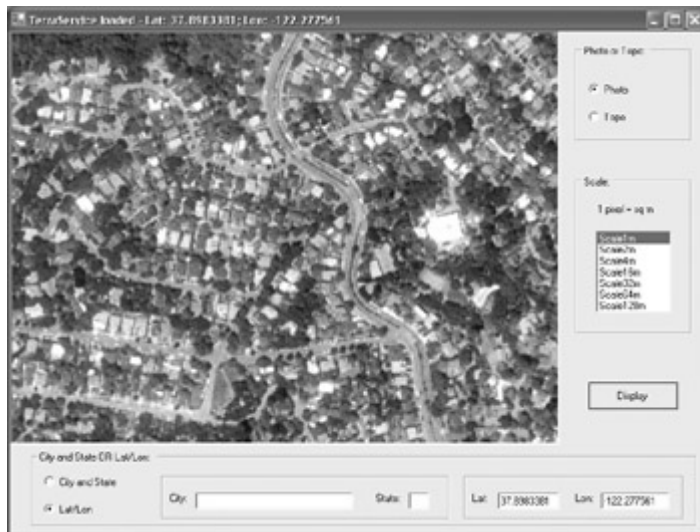 TerraService loaded - Lat: 37.8983381; Lon: -122.277561
Photo or Topo:
Photo
Topo
Scale:
1 pixel = sq m
Scale1m
Scale2m
Scale4m
Scale16m
Scale32m
Scale64m
Scale128m
Display
City and State OR Lat/Lon:
City and State
Lat/Lon
City:
State:
Lat: 37.8983381
Lon: -122.277561